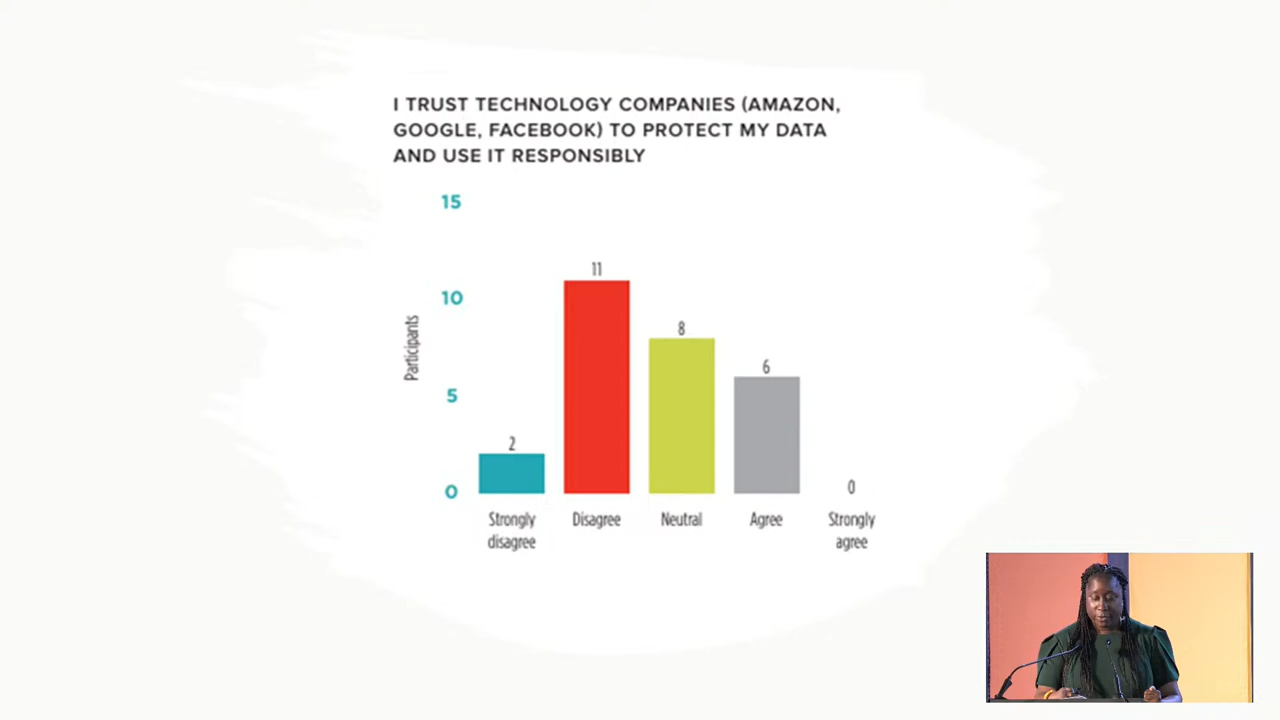 I TRUST TECHNOLOGY COMPANIES (AMAZON,
GOOGLE, FACEBOOK) TO PROTECT MY DATA
AND USE IT RESPONSIBLY
15
10
5
0
Participants
2
11
8
6
0
Strongly
disagree
Disagree
Neutral
Agree
Strongly
agree